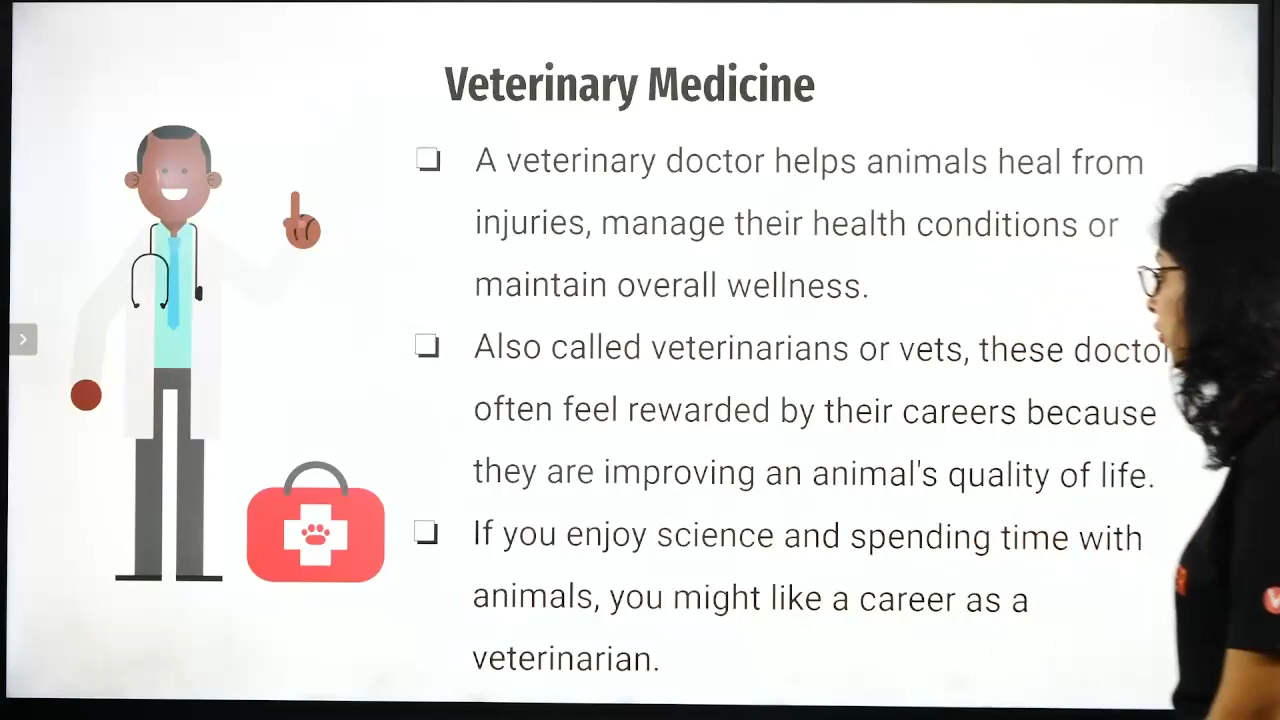 Veterinary Medicine
A veterinary doctor helps animals heal from
injuries, manage their health conditions or
maintain overall wellness.
Also called veterinarians or vets, these
often feel rewarded by their careers because
they are improving an animal's quality of life.
If you enjoy science and spending time with
animals, you might like a career as a
veterinarian.